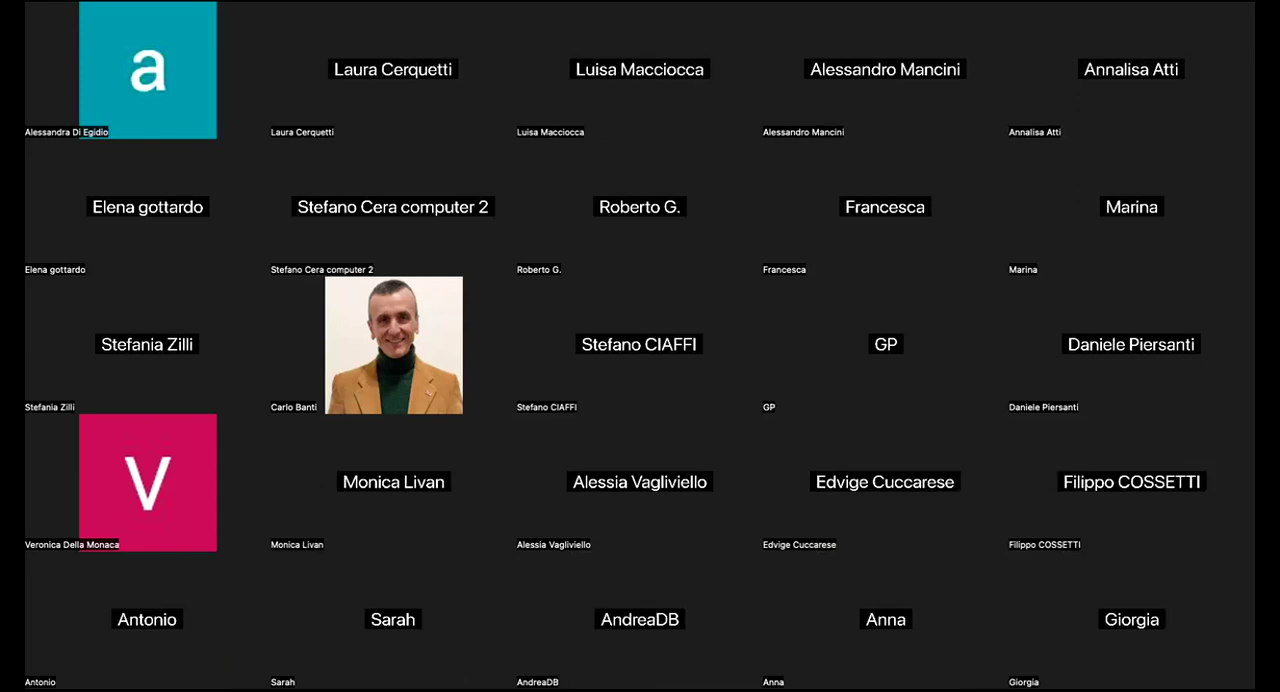 a
Laura Cerquetti
Luisa Macciocca
Alessandro Mancini
Annalisa Atti
Alessandra Di Egidio
Laura Cerquetti
Luisa Macciocca
Alessandro Mancini
Annalisa Atti
Elena gottardo
Stefano Cera computer 2
Roberto G.
Francesca
Marina
Elena gottardo
Stefano Cera computer 2
Roberto G.
Francesca
Marina
Stefania Zilli
Stefano CIAFFI
GP
Daniele Piersanti
Stefania Zilli
Carlo Banti
Stefano CIAFFI
GP
Daniele Piersanti
V
Monica Livan
Alessia Vagliviello
Edvige Cuccarese
Filippo COSSETTI
Veronica Della Monaca
Monica Livan
Alessia Vagliviello
Edvige Cuccarese
Filippo COSSETTI
Antonio
Sarah
AndreaDB
Anna
Giorgia
Antonio
Sarah
AndreaDB
Anna
Giorgia